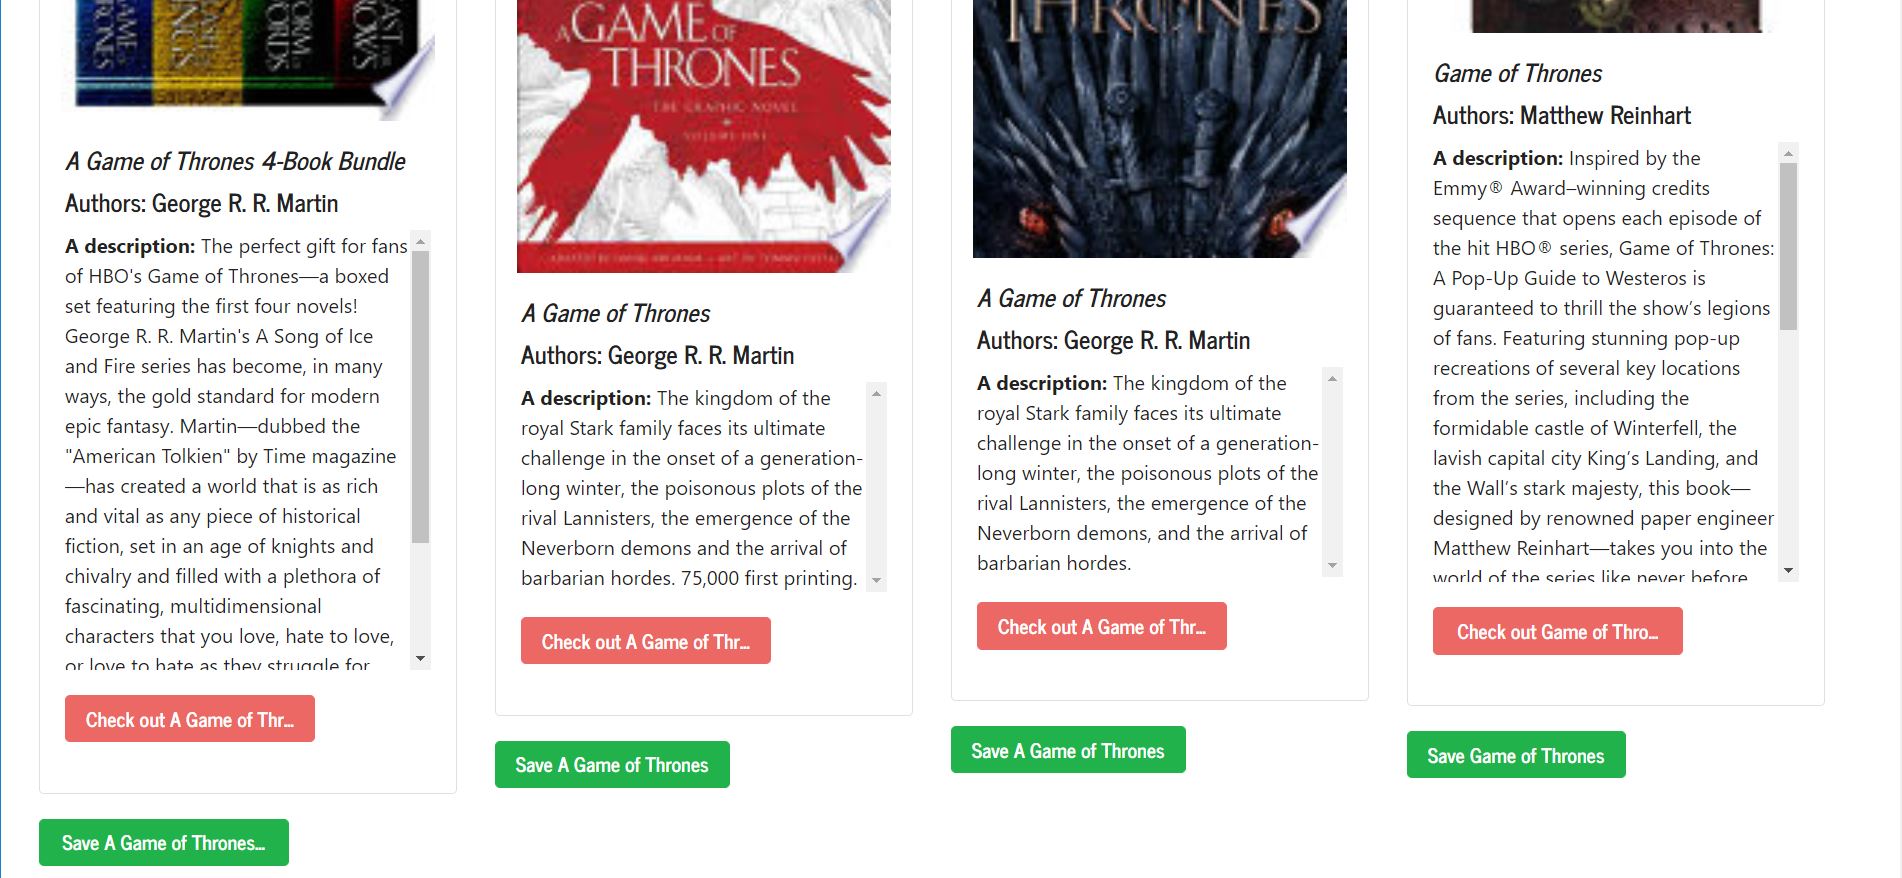 A Game of Thrones 4-Book Bundle
Authors: George R. R. Martin
A description: The perfect gift for fans
of HBO's Game of Thrones—a boxed
set featuring the first four novels!
George R. R. Martin's A Song of Ice
and Fire series has become, in many
ways, the gold standard for modern
epic fantasy. Martin—dubbed the
"American Tolkien" by Time magazine
—has created a world that is as rich
and vital as any piece of historical
fiction, set in an age of knights and
chivalry and filled with a plethora of
fascinating, multidimensional
characters that you love, hate to love,
or love to hate as they struggle for
Check out A Game of Thr...
Save A Game of Thrones...
A GAME OF
THRONES
THE GRAPHIC NOVEL
VOLUME ONE
A Game of Thrones
Authors: George R. R. Martin
A description: The kingdom of the
royal Stark family faces its ultimate
challenge in the onset of a generation-
long winter, the poisonous plots of the
rival Lannisters, the emergence of the
Neverborn demons and the arrival of
barbarian hordes. 75,000 first printing.
Check out A Game of Thr...
Save A Game of Thrones
THRONES
A Game of Thrones
Authors: George R. R. Martin
A description: The kingdom of the
royal Stark family faces its ultimate
challenge in the onset of a generation-
long winter, the poisonous plots of the
rival Lannisters, the emergence of the
Neverborn demons, and the arrival of
barbarian hordes.
Check out A Game of Thr...
Save A Game of Thrones
Game of Thrones
Authors: Matthew Reinhart
A description: Inspired by the
Emmy® Award–winning credits
sequence that opens each episode of
the hit HBO® series, Game of Thrones:
A Pop-Up Guide to Westeros is
guaranteed to thrill the show’s legions
of fans. Featuring stunning pop-up
recreations of several key locations
from the series, including the
formidable castle of Winterfell, the
lavish capital city King’s Landing, and
the Wall’s stark majesty, this book—
designed by renowned paper engineer
Matthew Reinhart—takes you into the
world of the series like never before
Check out Game of Thro...
Save Game of Thrones